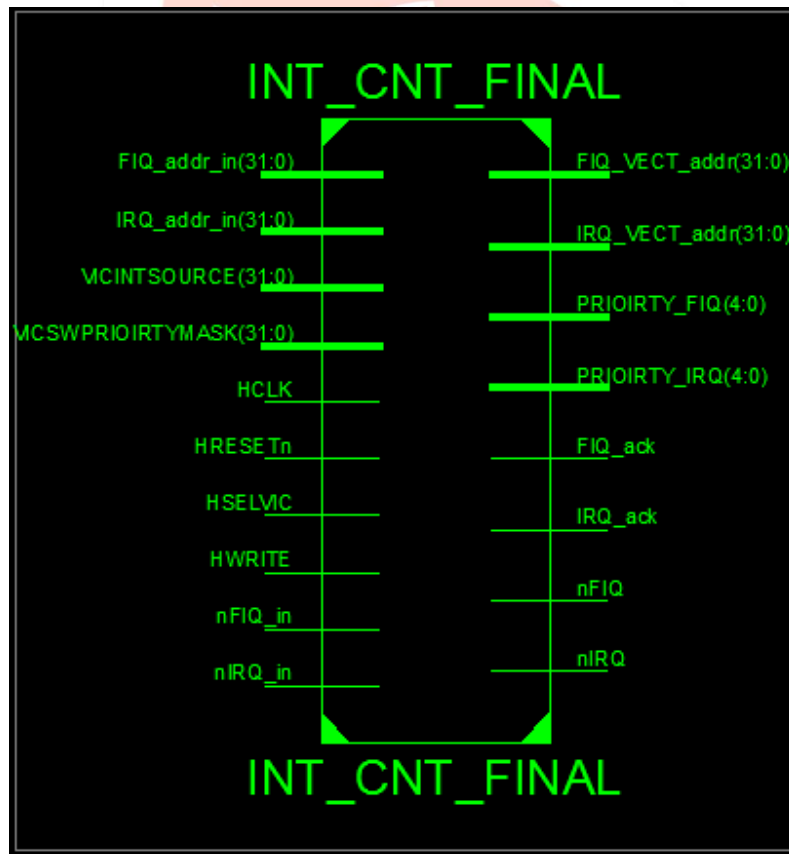 INT_CNT_FINAL
FIQ_addr_in(31:0)
IRQ_addr_in(31:0)
VICINTSOURCE(31:0)
VICSWPRIOIRTYMASK(31:0)
HCLK
HRESETn
HSELVIC
HWRITE
nFIQ_in
nIRQ_in
FIQ_VECT_addr(31:0)
IRQ_VECT_addr(31:0)
PRIOIRTY_FIQ(4:0)
PRIOIRTY_IRQ(4:0)
FIQ_ack
IRQ_ack
nFIQ
nIRQ
INT_CNT_FINAL